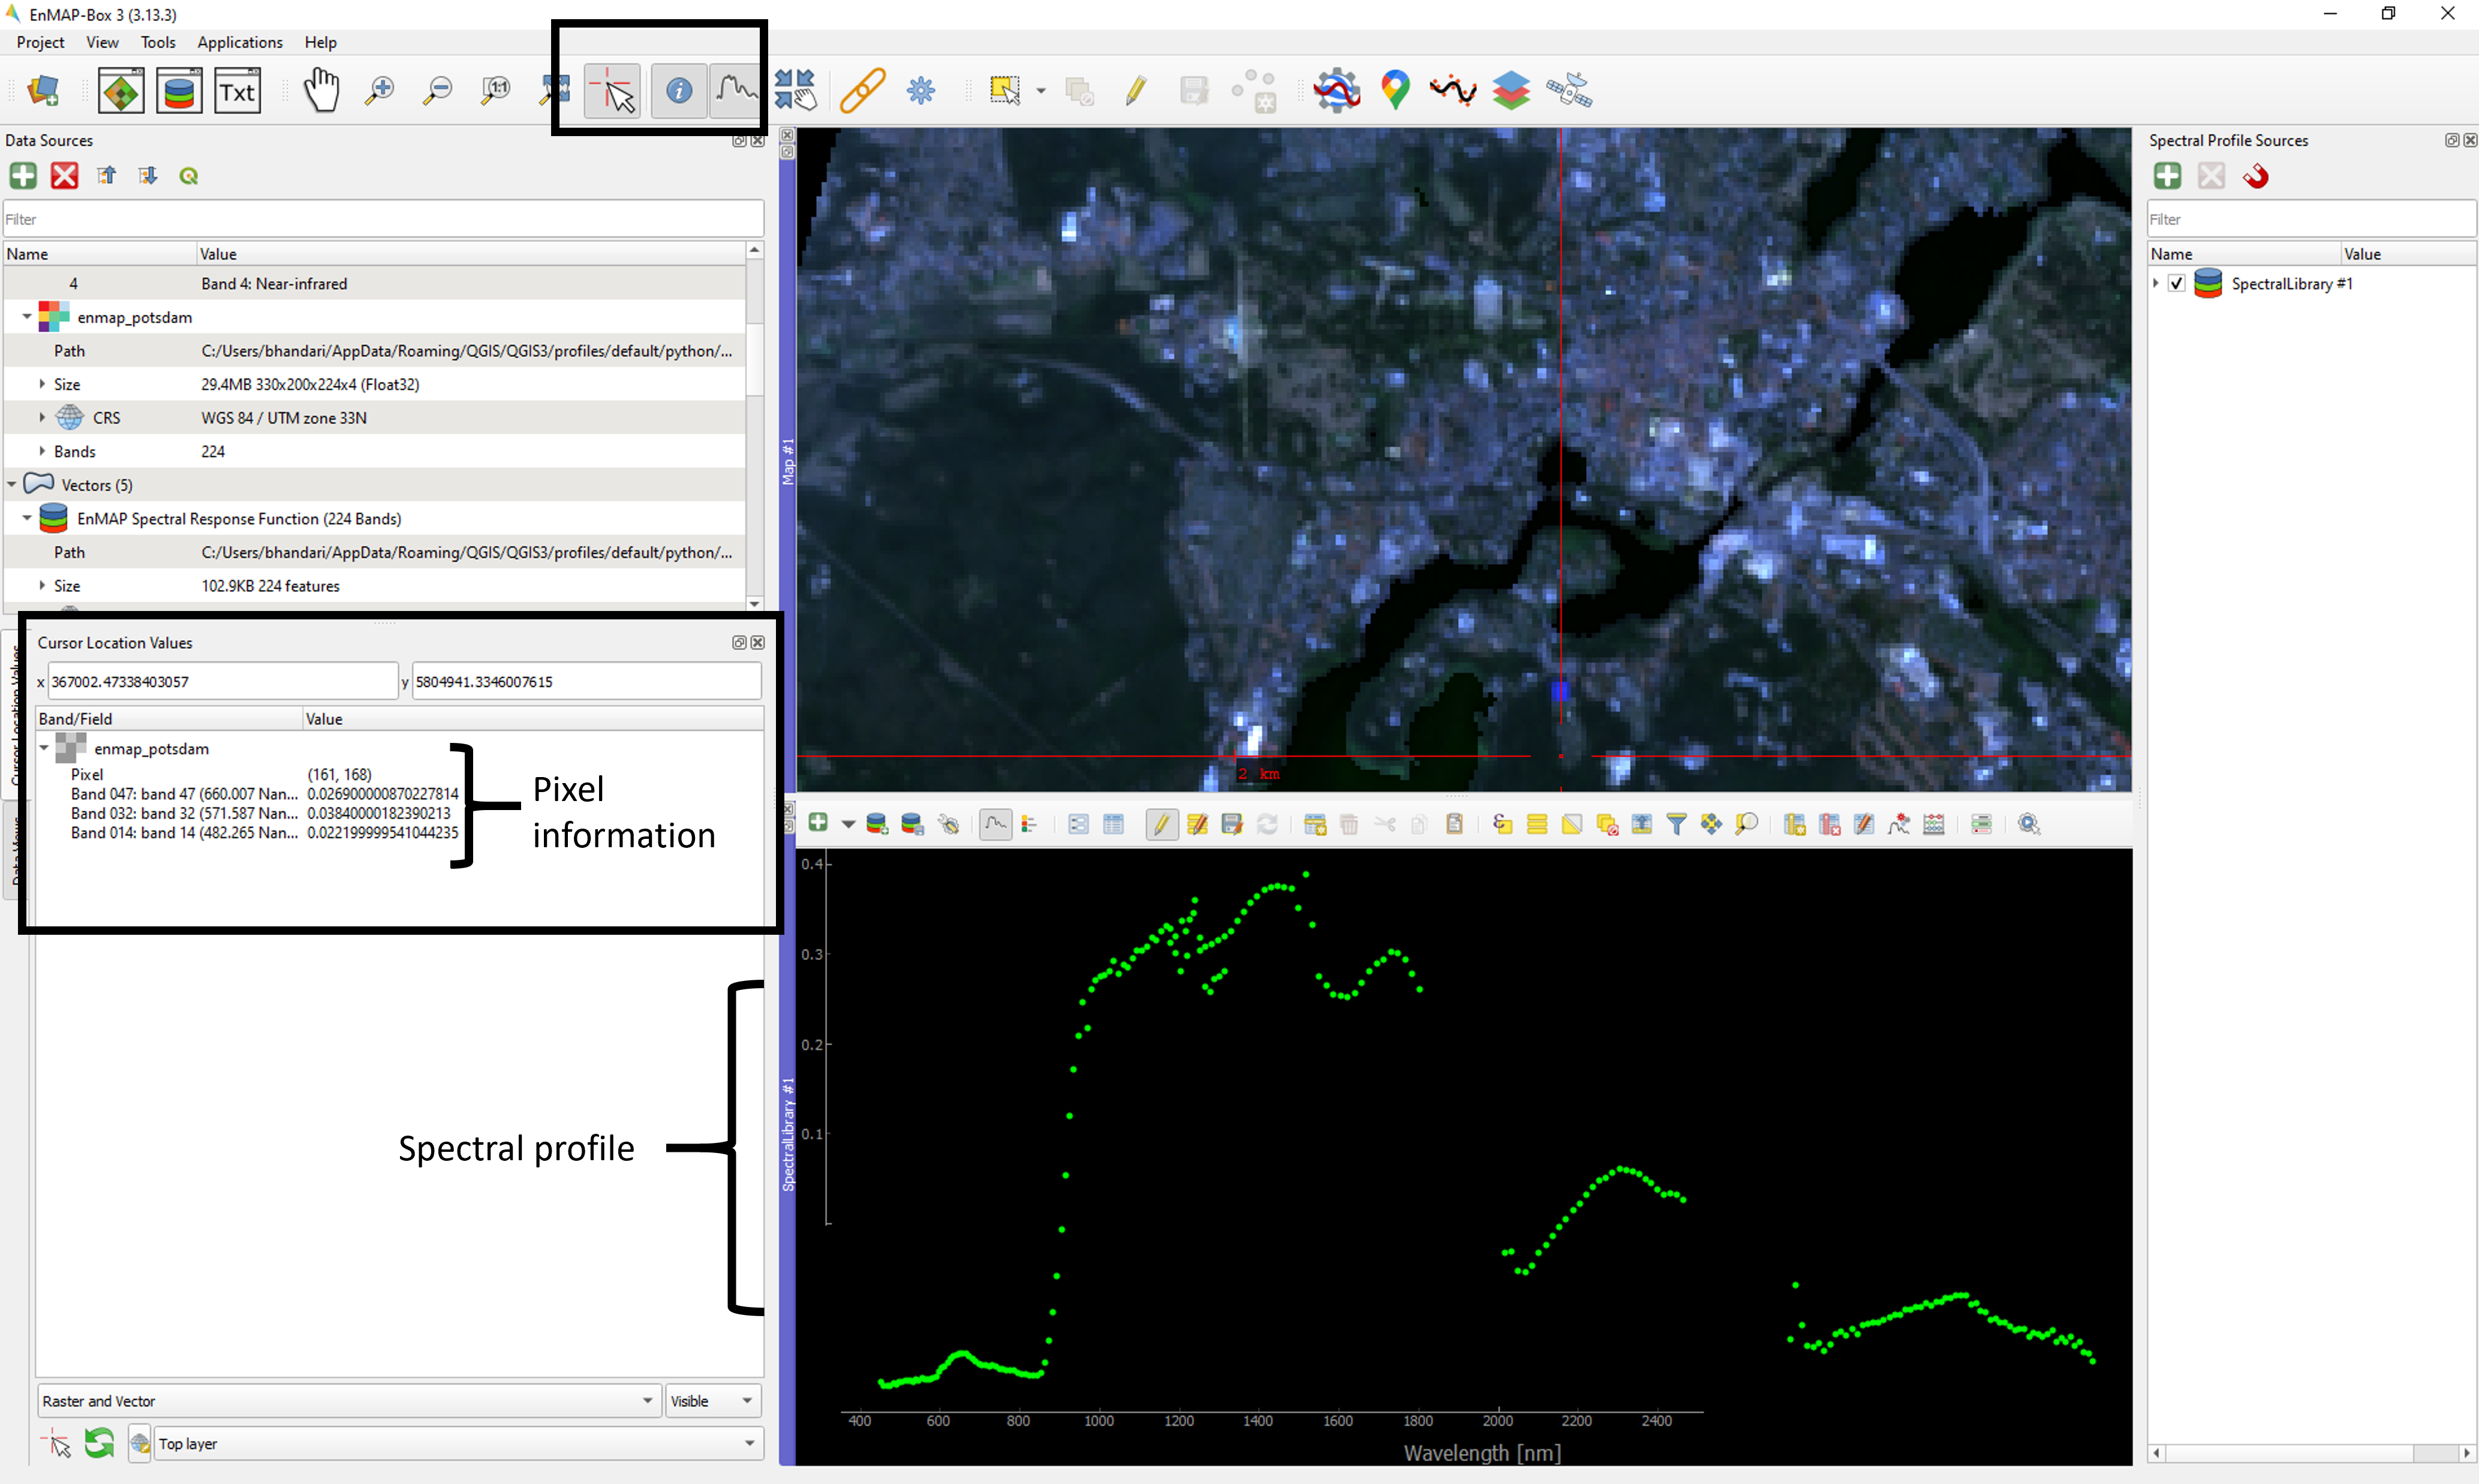 EnMAP-Box 3 (3.13.3)
Project View Tools Applications Help
1:1
Txt
Data Sources
Filter
Name Value
4 Band 4: Near-infrared
enmap_potsdam
Path C:/Users/bhandari/AppData/Roaming/QGIS/QGIS3/profiles/default/python/...
Size 29.4MB 330x200x224x4 (Float32)
CRS WGS 84 / UTM zone 33N
Bands 224
Vectors (5)
EnMAP Spectral Response Function (224 Bands)
Path C:/Users/bhandari/AppData/Roaming/QGIS/QGIS3/profiles/default/python/...
Size 102.9KB 224 features
Cursor Location Values
x 367002.47338403057 y 5804941.3346007615
Band/Field Value
enmap_potsdam
Pixel (161, 168)
Band 047: band 47 (660.007 Nan... 0.026900000870227814
Band 032: band 32 (571.587 Nan... 0.03840000182390213
Band 014: band 14 (482.265 Nan... 0.022199999541044235
Pixel
information
Spectral profile
Raster and Vector Visible
Top layer
Cursor Location Values
Data Views
Map #1
2 km
SpectralLibrary #1
0.4
0.3
0.2
0.1
400 600 800 1000 1200 1400 1600 1800 2000 2200 2400
Wavelength [nm]
Spectral Profile Sources
Filter
Name Value
SpectralLibrary #1